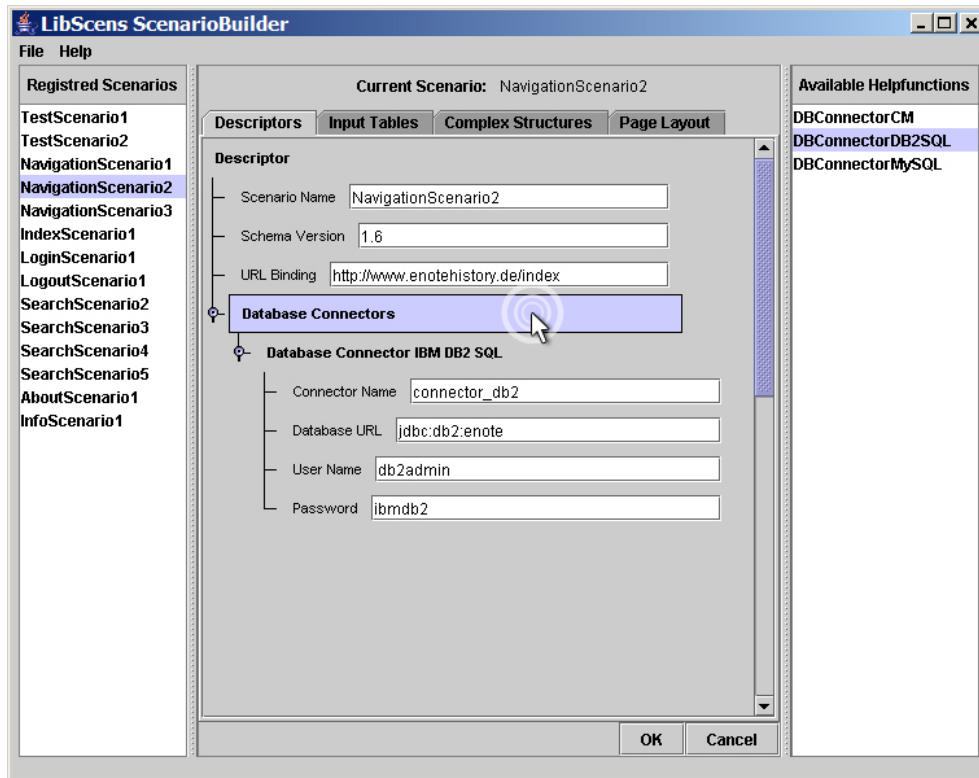 LibScens ScenarioBuilder
File Help
Registred Scenarios
TestScenario1
TestScenario2
NavigationScenario1
NavigationScenario2
NavigationScenario3
IndexScenario1
LoginScenario1
LogoutScenario1
SearchScenario2
SearchScenario3
SearchScenario4
SearchScenario5
AboutScenario1
InfoScenario1
Current Scenario: NavigationScenario2
Descriptors Input Tables Complex Structures Page Layout
Descriptor
Scenario Name NavigationScenario2
Schema Version 1.6
URL Binding http://www.enotehistory.de/index
Database Connectors
Database Connector IBM DB2 SQL
Connector Name connector_db2
Database URL jdbc:db2:enote
User Name db2admin
Password ibmdb2
OK Cancel
Available Helpfunctions
DBConnectorCM
DBConnectorDB2SQL
DBConnectorMySQL